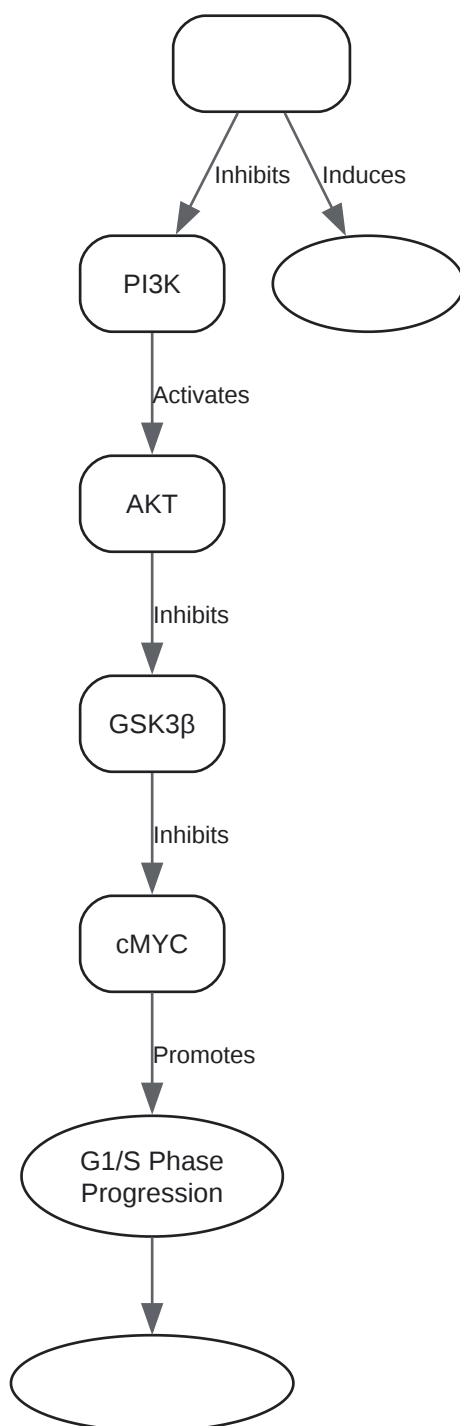 Inhibits
Induces
PI3K
Activates
AKT
Inhibits
GSK3β
Inhibits
cMYC
Promotes
G1/S Phase
Progression